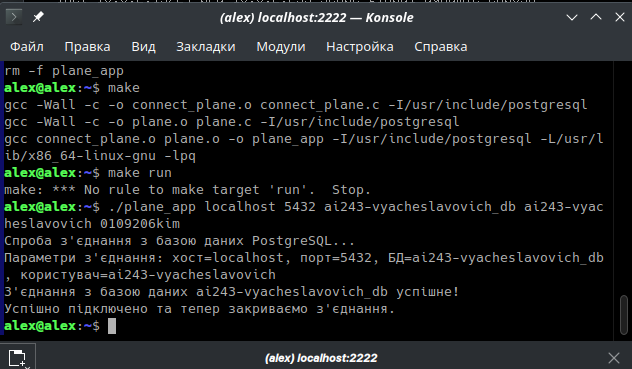 (alex) localhost:2222 — Konsole
Файл Правка Вид Закладки Модули Настройка Справка
rm -f plane_app
alex@alex:~$ make
gcc -Wall -c -o connect_plane.o connect_plane.c -I/usr/include/postgresql
gcc -Wall -c -o plane.o plane.c -I/usr/include/postgresql
gcc connect_plane.o plane.o -o plane_app -I/usr/include/postgresql -L/usr/l
ib/x86_64-linux-gnu -lpq
alex@alex:~$ make run
make: *** No rule to make target 'run'.  Stop.
alex@alex:~$ ./plane_app localhost 5432 ai243-vyacheslavovich_db ai243-vyac
heslavovich 0109206kim
Спроба з'єднання з базою даних PostgreSQL...
Параметри з'єднання: хост=localhost, порт=5432, БД=ai243-vyacheslavovich_db
, користувач=ai243-vyacheslavovich
З'єднання з базою даних ai243-vyacheslavovich_db успішне!
Успішно підключено та тепер закриваємо з'єднання.
alex@alex:~$
(alex) localhost:2222